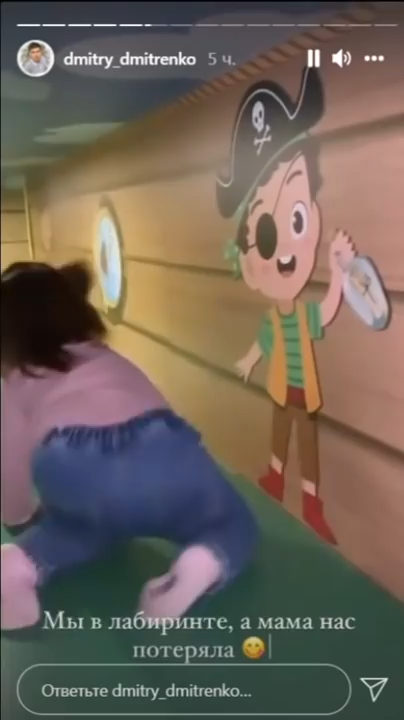 dmitry_dmitrenko 5 ч.
Мы в лабиринте, а мама нас
потеряла 😋
Ответьте dmitry_dmitrenko...